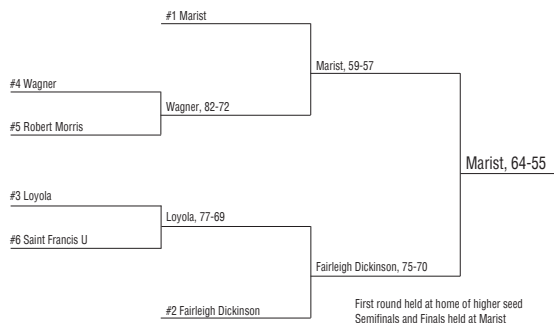 #1 Marist
Marist, 59-57
#4 Wagner
Wagner, 82-72
#5 Robert Morris
Marist, 64-55
#3 Loyola
Loyola, 77-69
#6 Saint Francis U
Fairleigh Dickinson, 75-70
#2 Fairleigh Dickinson
First round held at home of higher seed
Semifinals and Finals held at Marist